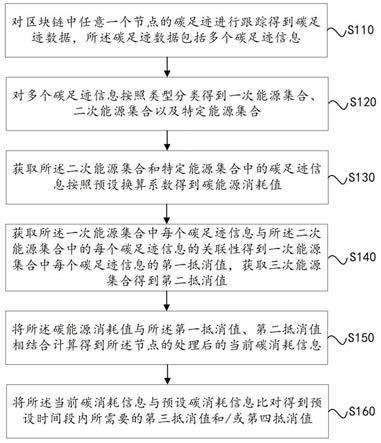 对区块链中任意一个节点的碳足迹进行跟踪得到碳足
迹数据，所述碳足迹数据包括多个碳足迹信息
S110
对多个碳足迹信息按照类型分类得到一次能源集合、
二次能源集合以及特定能源集合
S120
获取所述二次能源集合和特定能源集合中的碳足迹信
息按照预设换算系数得到碳能源消耗值
S130
获取所述一次能源集合中每个碳足迹信息与所述二次
能源集合中的每个碳足迹信息的关联性得到一次能源
集合中每个碳足迹信息的第一抵消值，获取三次能源
集合得到第二抵消值
S140
将所述碳能源消耗值与所述第一抵消值、第二抵消值
相结合计算得到所述节点的处理后的当前碳消耗信息
S150
将所述当前碳消耗信息与预设碳消耗信息比对得到预
设时间段内所需要的第三抵消值和/或第四抵消值
S160